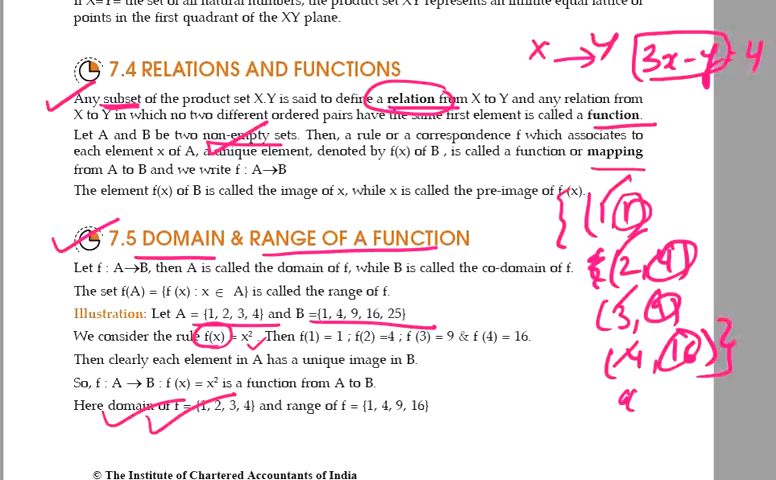 If X=Y= the set of all natural numbers, the product set XY represents an infinite equal lattice of
points in the first quadrant of the XY plane.
X → Y 3x - y = 4
7.4 RELATIONS AND FUNCTIONS
Any subset of the product set X.Y is said to define a relation from X to Y and any relation from
X to Y in which no two different ordered pairs have the same first element is called a function.
Let A and B be two non-empty sets. Then, a rule or a correspondence f which associates to
each element x of A, a unique element, denoted by f(x) of B , is called a function or mapping
from A to B and we write f : A→B
The element f(x) of B is called the image of x, while x is called the pre-image of f (x).
{(1, 1)
7.5 DOMAIN & RANGE OF A FUNCTION
Let f : A→B, then A is called the domain of f, while B is called the co-domain of f.
(2, 4)
The set f(A) = {f (x) : x ∈ A} is called the range of f.
Illustration: Let A = {1, 2, 3, 4} and B ={1, 4, 9, 16, 25}
(3, 9)
We consider the rule f(x) = x². Then f(1) = 1 ; f(2) =4 ; f (3) = 9 & f (4) = 16.
Then clearly each element in A has a unique image in B.
(4, 16)}
So, f : A → B : f (x) = x² is a function from A to B.
Here domain of f = {1, 2, 3, 4} and range of f = {1, 4, 9, 16}
© The Institute of Chartered Accountants of India